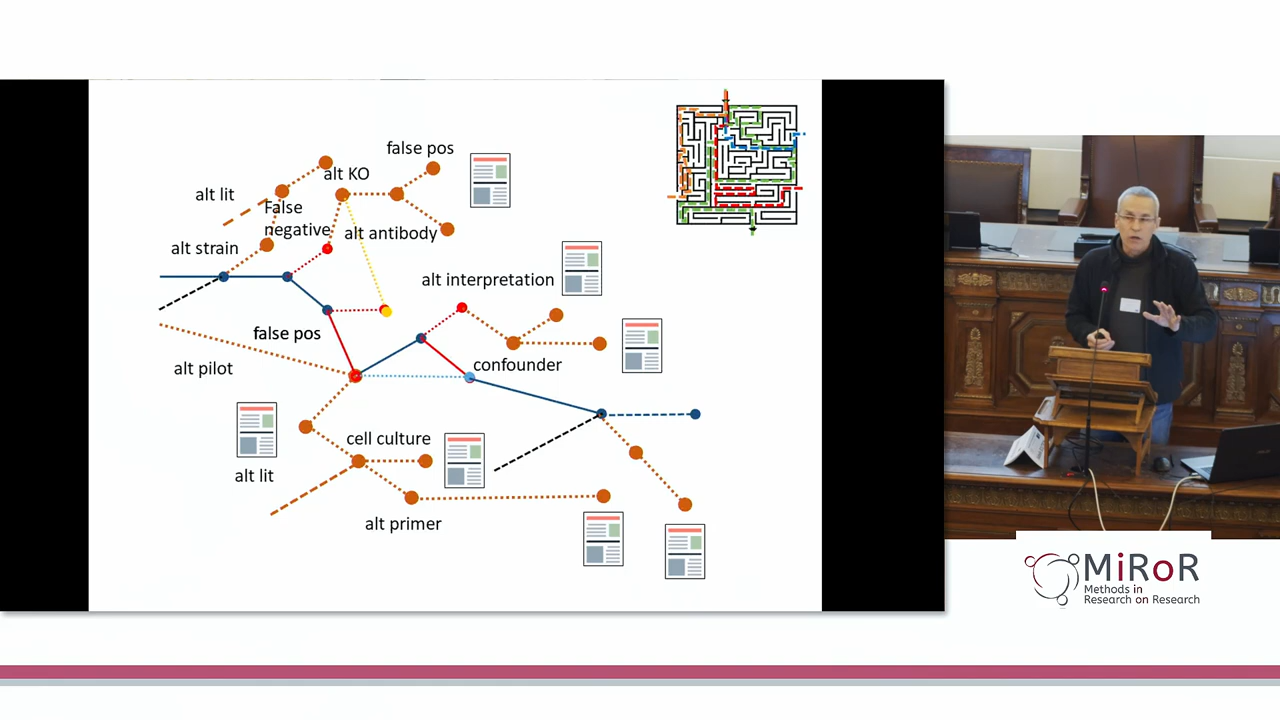 false pos
alt KO
alt lit
False
negative
alt antibody
alt strain
alt interpretation
false pos
confounder
alt pilot
cell culture
alt lit
alt primer
MiRoR
Methods in
Research on Research